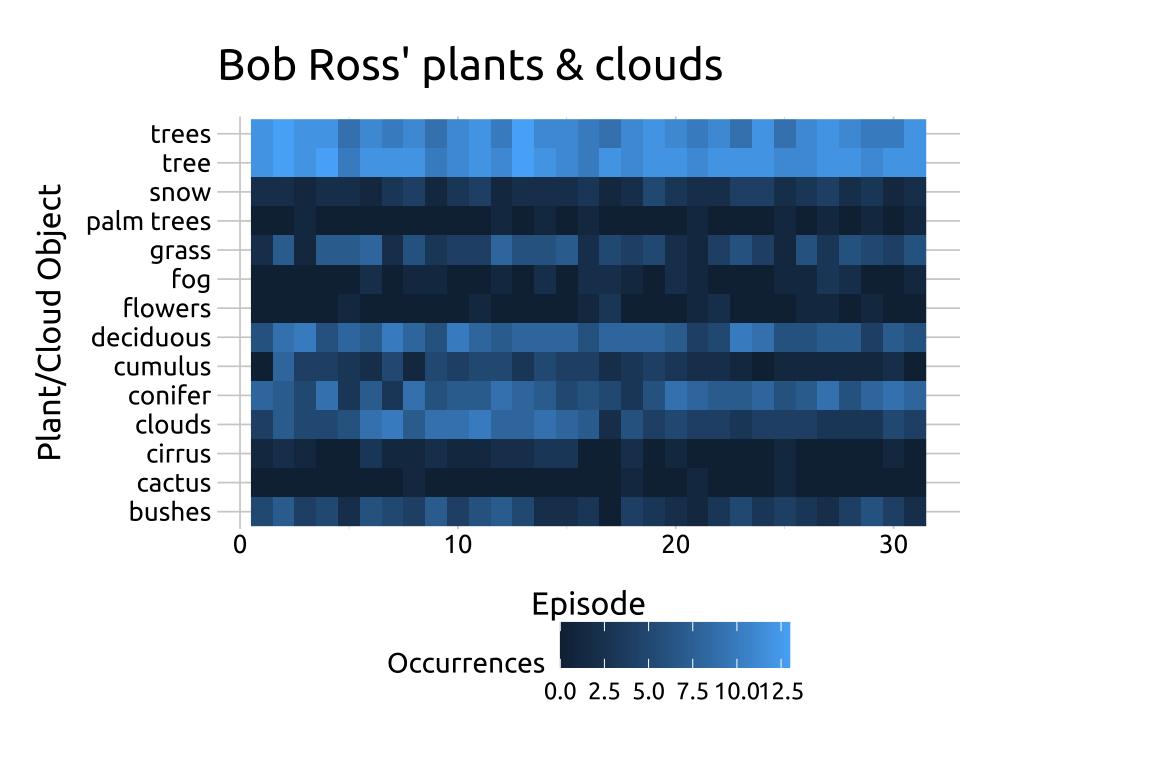 Bob Ross' plants & clouds
Plant/Cloud Object
trees
tree
snow
palm trees
grass
fog
flowers
deciduous
cumulus
conifer
clouds
cirrus
cactus
bushes
0 10 20 30
Episode
Occurrences
0.0 2.5 5.0 7.5 10.0 12.5